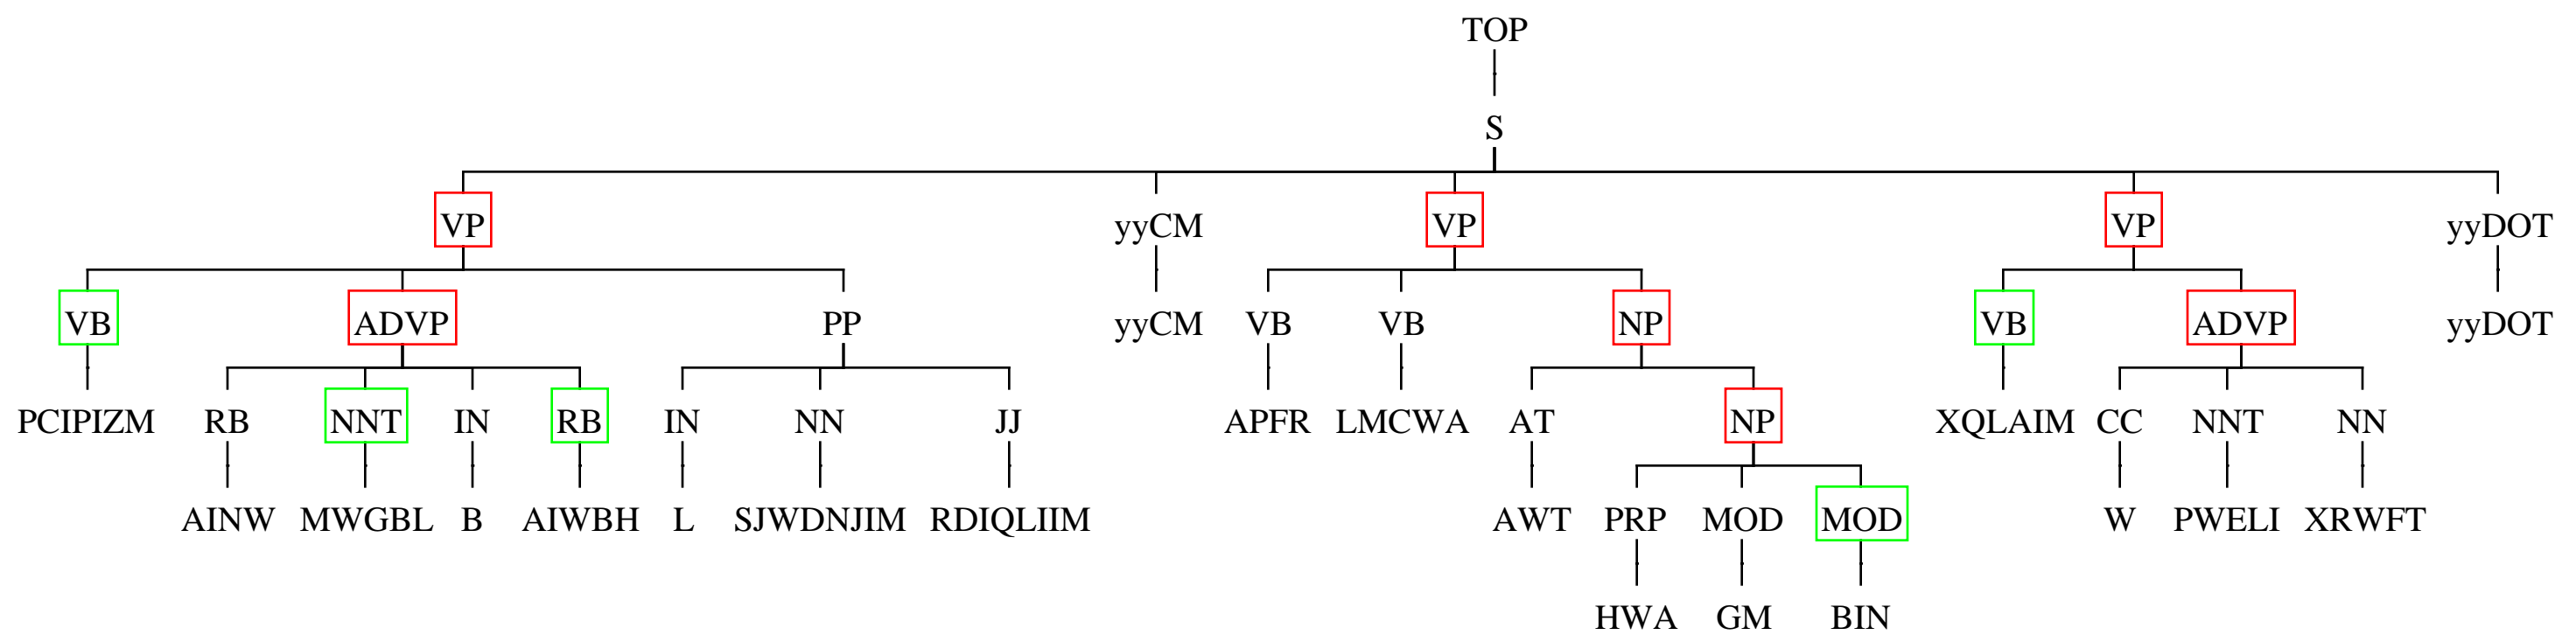 TOP
S
VP yyCM VP VP yyDOT
VB ADVP PP yyCM VB VB NP VB ADVP yyDOT
PCIPIZM RB NNT IN RB IN NN JJ APFR LMCWA AT NP XQLAIM CC NNT NN
AINW MWGBL B AIWBH L SJWDNJIM RDIQLIIM AWT PRP MOD MOD W PWELI XRWFT
HWA GM BIN